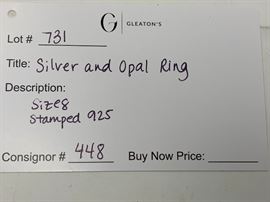 G | GLEATON'S
Lot # 731
Title: Silver and Opal Ring
Description:
Size 8
Stamped 925
Consignor # 448 Buy Now Price: